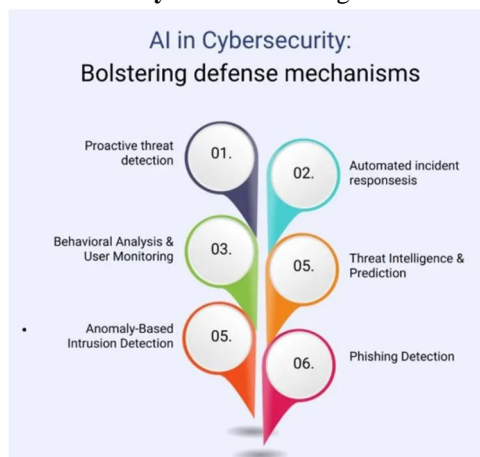 AI in Cybersecurity:
Bolstering defense mechanisms
Proactive threat
detection
01.
02.
Automated incident
responsesis
Behavioral Analysis &
User Monitoring
03.
05.
Threat Intelligence &
Prediction
Anomaly-Based
Intrusion Detection
05.
06.
Phishing Detection